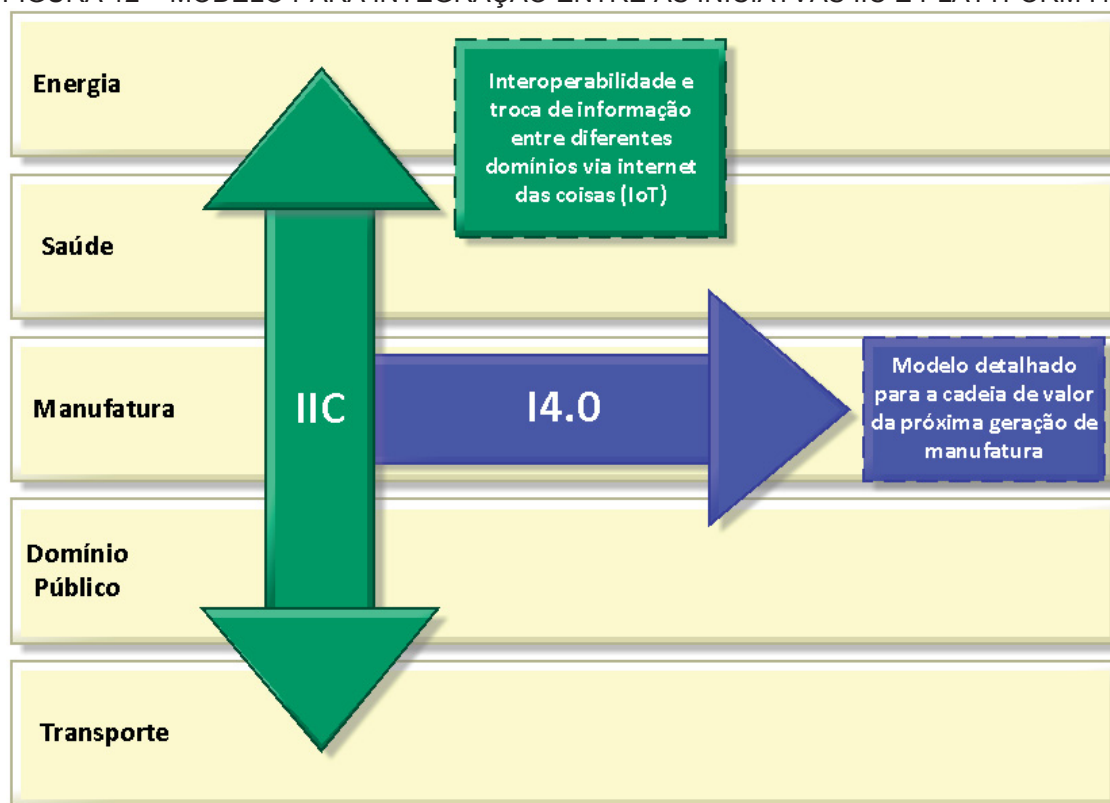 Energia
Interoperabilidade e
troca de informação
entre diferentes
domínios via internet
das coisas (IoT)
Saúde
Manufatura
IIC
I4.0
Modelo detalhado
para a cadeia de valor
da próxima geração de
manufatura
Domínio
Público
Transporte